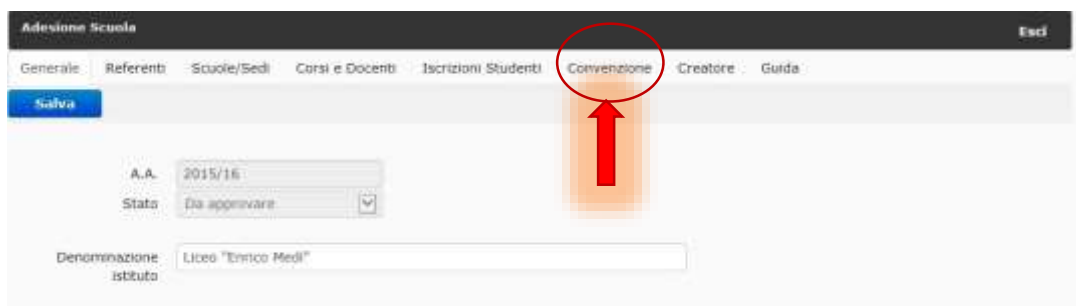 Adesione Scuola Esci
Generale Referenti Scuole/Sedi Corsi e Docenti Iscrizioni Studenti Convenzione Creatore Guida
Salva
A.A. 2015/16
Stato Da approvare
Denominazione Liceo "Enrico Medi"
istituto